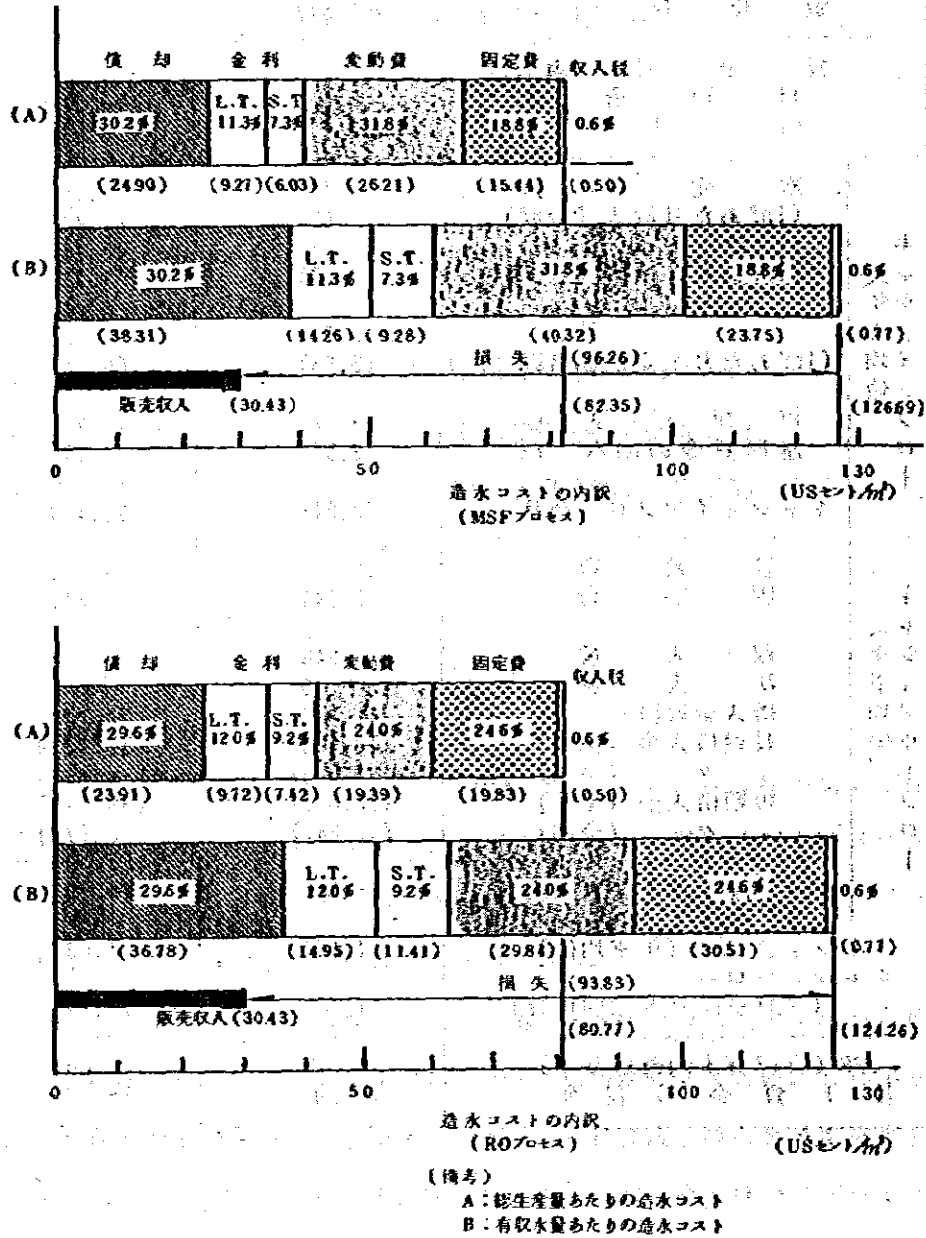 償却 金利 変動費 固定費 収入税
(A) 30.2% L.T. 11.3% S.T 7.3% 31.8% 18.8% 0.6%
(24.90) (9.27) (6.03) (26.21) (15.44) (0.50)
(B) 30.2% L.T. 11.3% S.T. 7.3% 31.8% 18.8% 0.6%
(38.31) (14.26) (9.28) (40.32) (23.75) (0.77)
損失 (96.26)
販売収入 (30.43) (82.35) (126.69)
0 50 100 130
造水コストの内訳 (USセント/m³)
(MSFプロセス)
償却 金利 変動費 固定費 収入税
(A) 29.6% L.T. 12.0% S.T. 9.2% 24.0% 24.6% 0.6%
(23.91) (9.72) (7.42) (19.39) (19.83) (0.50)
(B) 29.6% L.T. 12.0% S.T. 9.2% 24.0% 24.6% 0.6%
(36.78) (14.95) (11.41) (29.84) (30.51) (0.77)
損失 (93.83)
販売収入 (30.43) (80.77) (124.26)
0 50 100 130
造水コストの内訳
(ROプロセス) (USセント/m³)
(備考)
A:総生産量あたりの造水コスト
B:有収水量あたりの造水コスト